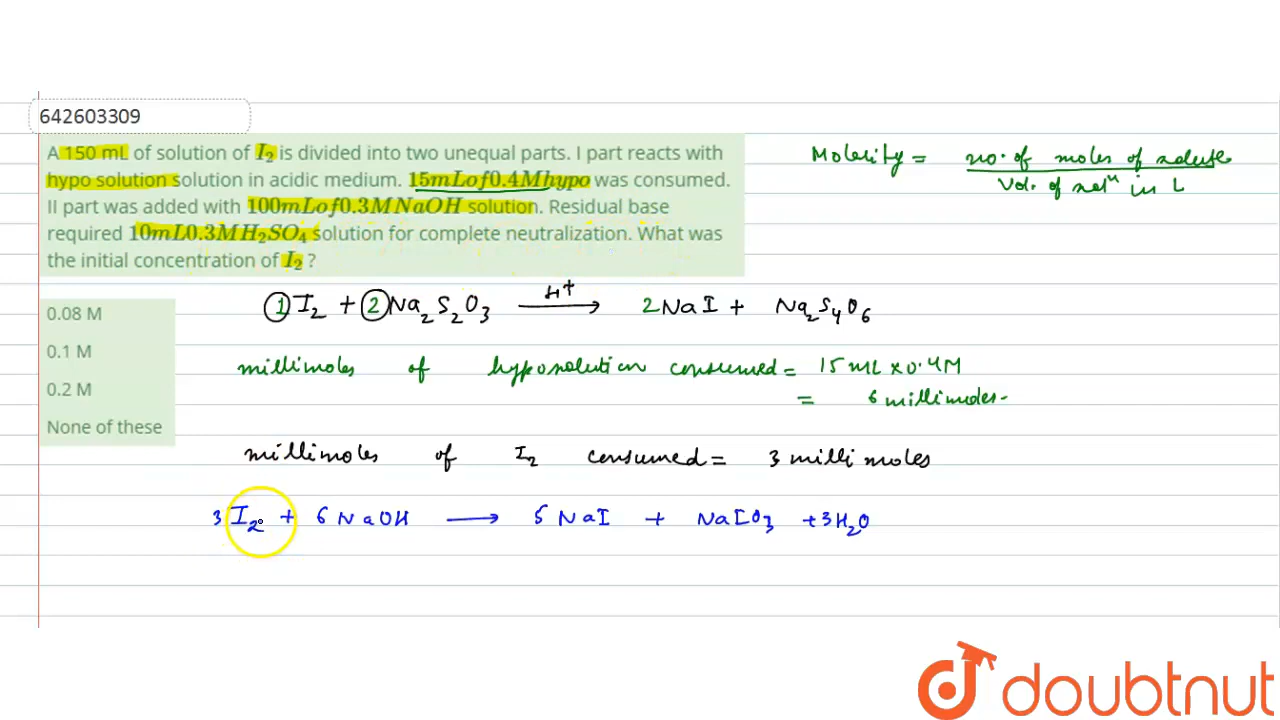 642603309
A 150 mL of solution of I₂ is divided into two unequal parts. I part reacts with
hypo solution solution in acidic medium. 15mLof0.4Mhypo was consumed.
II part was added with 100mLof0.3MNaOH solution. Residual base
required 10mL0.3MH₂SO₄ solution for complete neutralization. What was
the initial concentration of I₂ ?
0.08 M
0.1 M
0.2 M
None of these
Molarity = no. of moles of solute
Vol. of solⁿ in L
1 I₂ + 2 Na₂S₂O₃ H⁺ → 2 NaI + Na₂S₄O₆
millimoles of hyposolution consumed = 15 mL × 0.4M
= 6 millimoles.
millimoles of I₂ consumed = 3 milli moles
3 I₂ + 6 NaOH → 5 NaI + NaIO₃ + 3H₂O
doubtnut